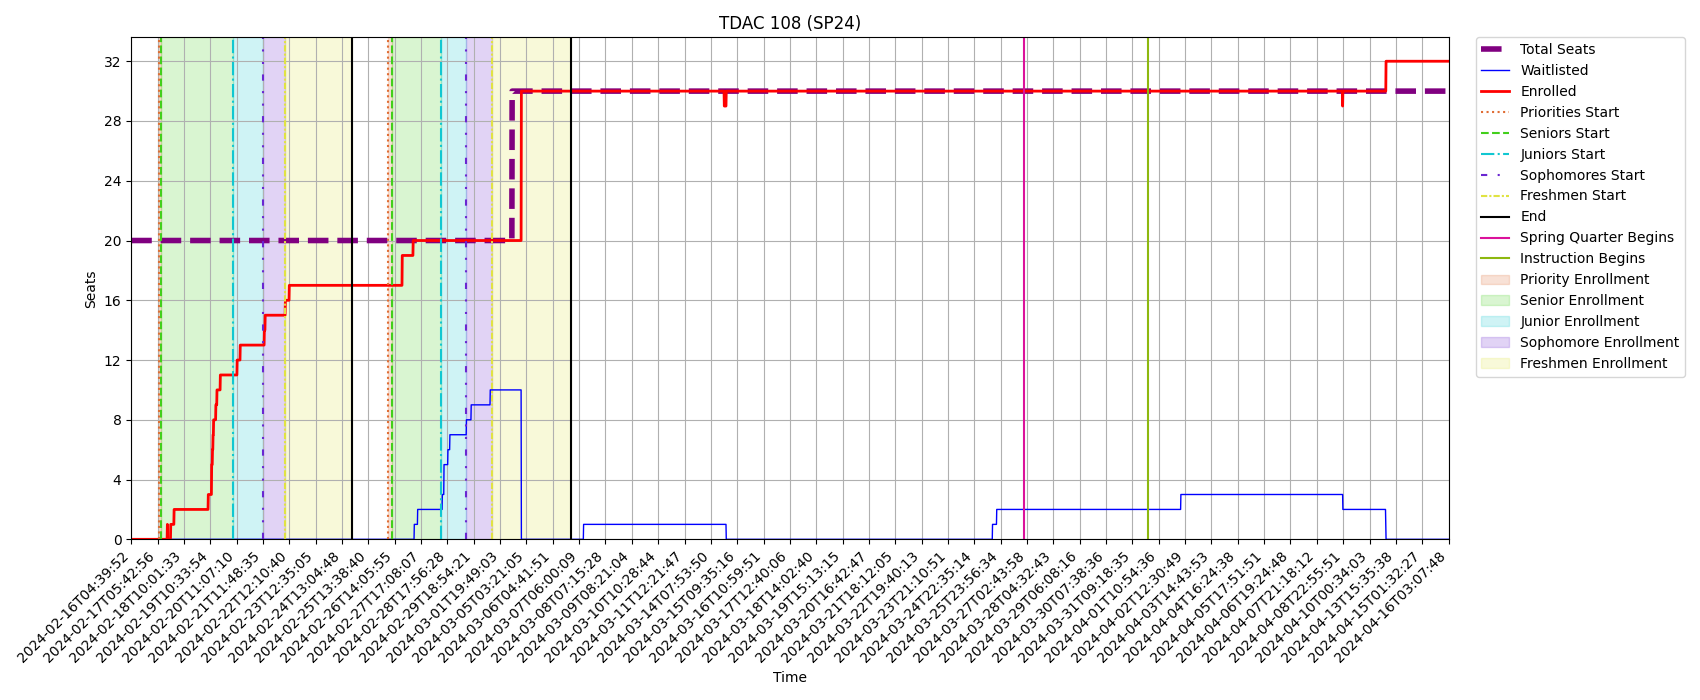 TDAC 108 (SP24)
Seats
32
28
24
20
16
12
8
4
0
2024-02-16T04:39:52
2024-02-17T05:42:56
2024-02-18T10:01:33
2024-02-19T10:33:54
2024-02-20T11:07:10
2024-02-21T11:48:35
2024-02-22T12:10:40
2024-02-23T12:35:05
2024-02-24T13:04:48
2024-02-25T13:38:40
2024-02-26T14:05:55
2024-02-27T17:08:07
2024-02-28T17:56:28
2024-02-29T18:54:21
2024-03-03T19:49:03
2024-03-05T03:21:05
2024-03-06T04:41:51
2024-03-07T06:00:09
2024-03-08T07:15:28
2024-03-09T08:21:04
2024-03-10T10:28:44
2024-03-11T12:21:47
2024-03-14T07:53:50
2024-03-15T09:35:16
2024-03-16T10:59:51
2024-03-17T12:40:06
2024-03-18T14:02:40
2024-03-19T15:13:15
2024-03-20T16:42:47
2024-03-21T18:12:05
2024-03-22T19:40:13
2024-03-23T21:10:51
2024-03-24T22:35:14
2024-03-25T23:56:34
2024-03-27T02:43:58
2024-03-28T04:32:43
2024-03-29T06:08:16
2024-03-30T07:38:36
2024-03-31T09:18:35
2024-04-01T10:54:36
2024-04-02T12:30:49
2024-04-03T14:43:53
2024-04-04T16:24:38
2024-04-05T17:51:51
2024-04-06T19:24:48
2024-04-07T21:18:12
2024-04-08T22:55:51
2024-04-10T00:34:03
2024-04-13T15:35:38
2024-04-15T01:32:27
2024-04-16T03:07:48
Time
Total Seats
Waitlisted
Enrolled
Priorities Start
Seniors Start
Juniors Start
Sophomores Start
Freshmen Start
End
Spring Quarter Begins
Instruction Begins
Priority Enrollment
Senior Enrollment
Junior Enrollment
Sophomore Enrollment
Freshmen Enrollment